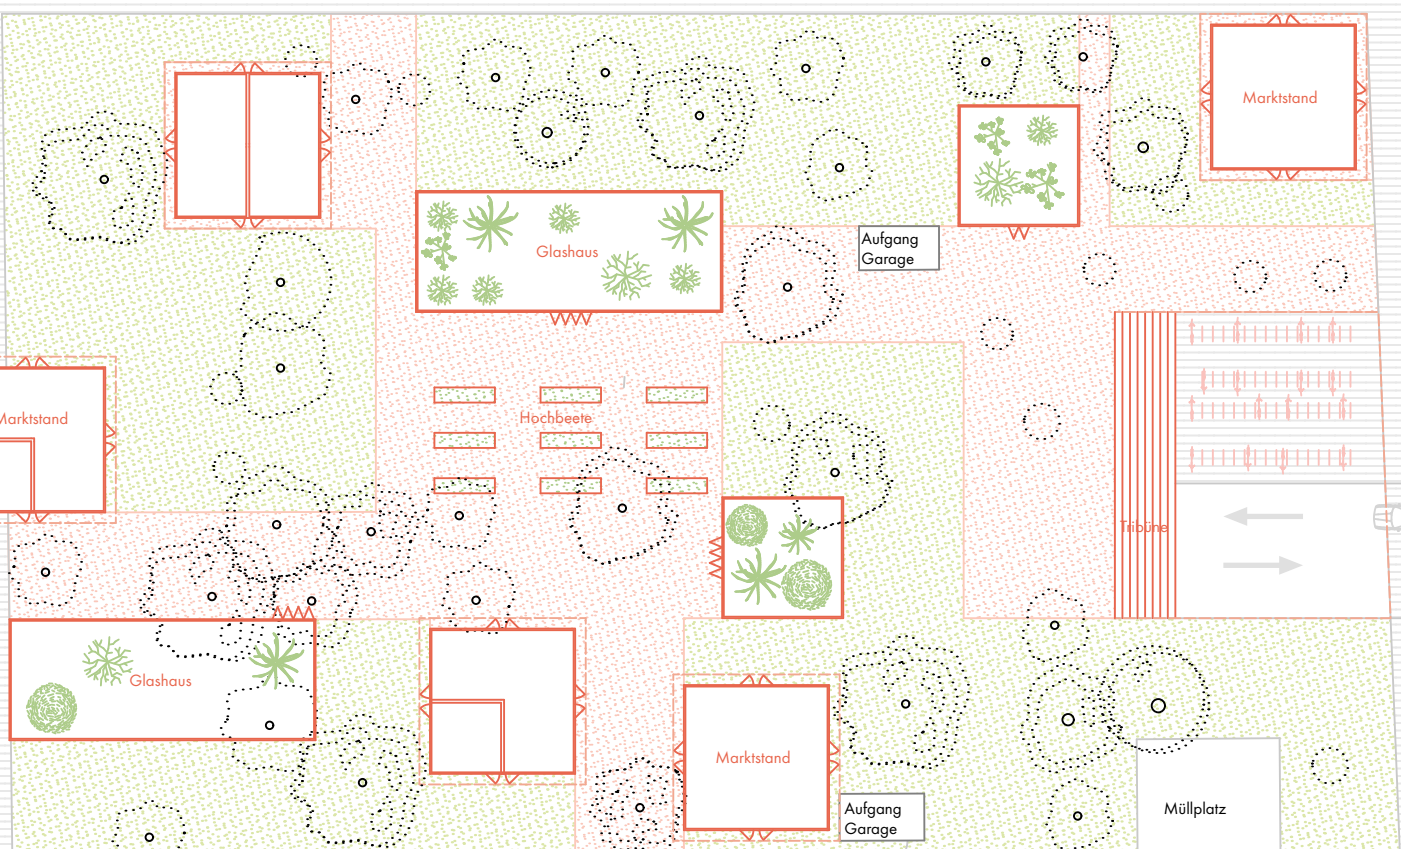 Marktstand
Aufgang
Garage
Glashaus
Marktstand
Hochbeete
Tribüne
Glashaus
Marktstand
Aufgang
Garage
Müllplatz